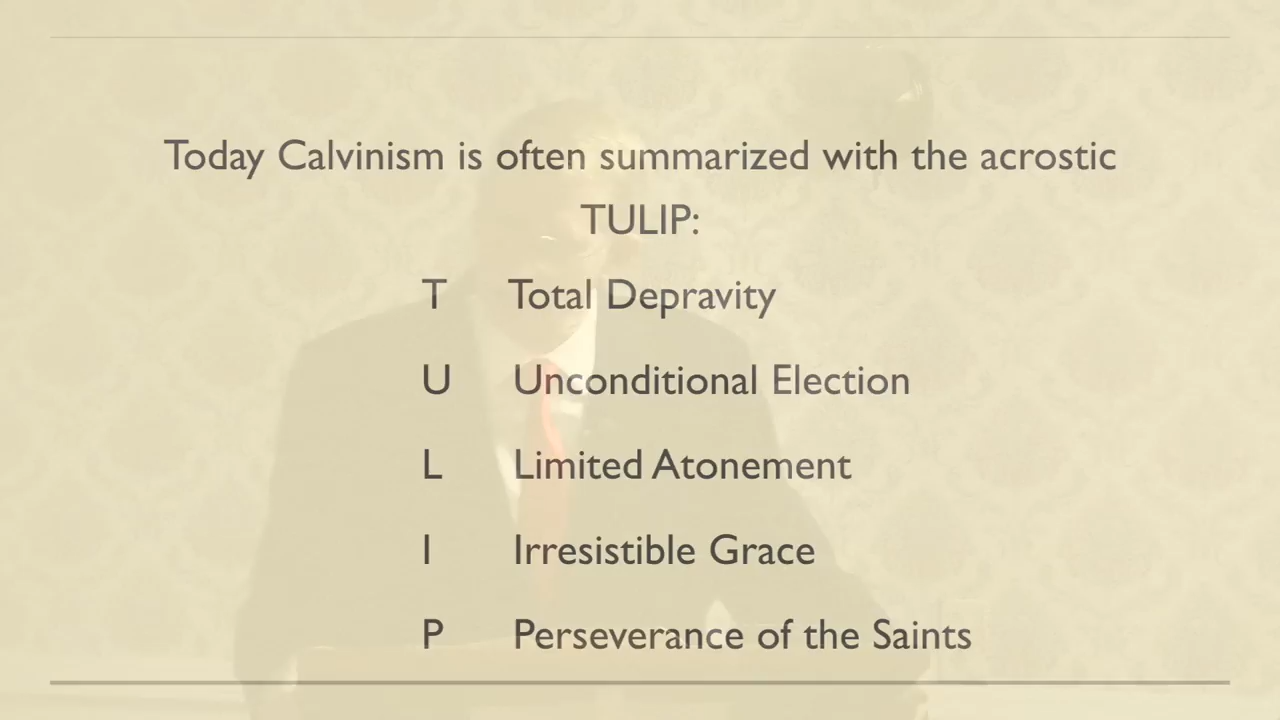 Today Calvinism is often summarized with the acrostic
TULIP:
T Total Depravity
U Unconditional Election
L Limited Atonement
I Irresistible Grace
P Perseverance of the Saints